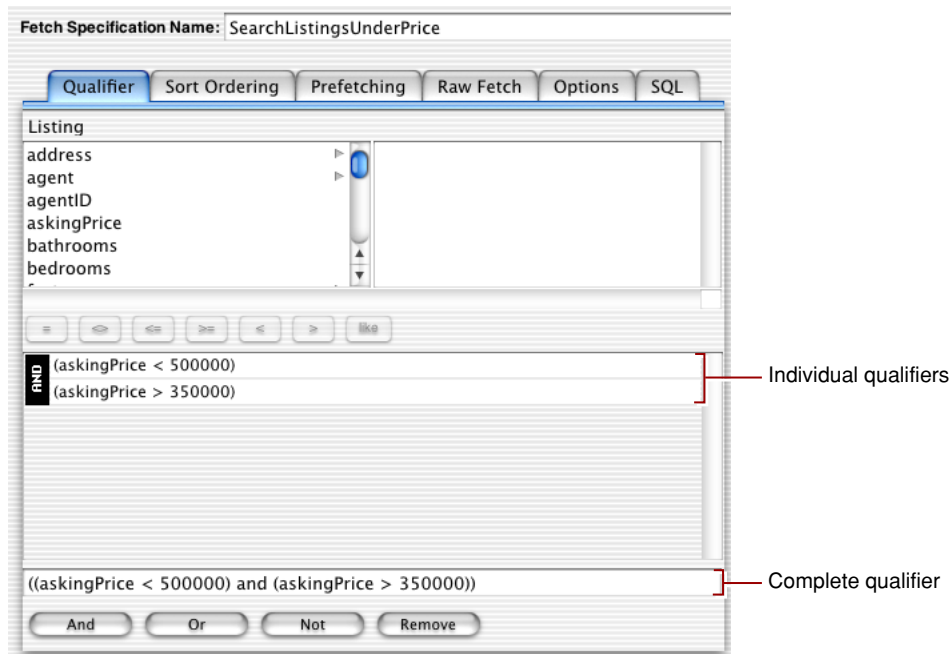 Fetch Specification Name: SearchListingsUnderPrice
Qualifier Sort Ordering Prefetching Raw Fetch Options SQL
Listing
address
agent
agentID
askingPrice
bathrooms
bedrooms
= <> <= >= < > like
AND
(askingPrice < 500000)
(askingPrice > 350000)
Individual qualifiers
((askingPrice < 500000) and (askingPrice > 350000))
Complete qualifier
And Or Not Remove